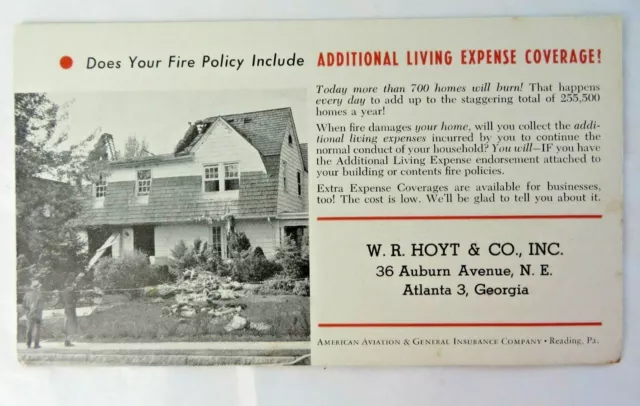 Does Your Fire Policy Include ADDITIONAL LIVING EXPENSE COVERAGE?
Today more than 700 homes will burn! That happens
every day to add up to the staggering total of 255,500
homes a year!
When fire damages your home, will you collect the addi-
tional living expenses incurred by you to continue the
normal conduct of your household? You will—IF you have
the Additional Living Expense endorsement attached to
your building or contents fire policies.
Extra Expense Coverages are available for businesses,
too! The cost is low. We'll be glad to tell you about it.
W. R. HOYT & CO., INC.
36 Auburn Avenue, N. E.
Atlanta 3, Georgia
AMERICAN AVIATION & GENERAL INSURANCE COMPANY • Reading, Pa.